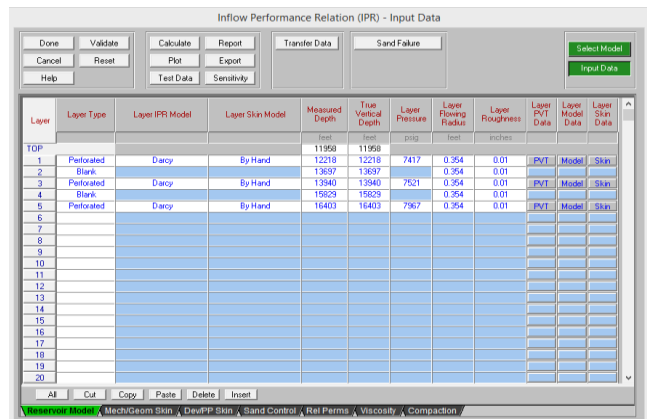 Inflow Performance Relation (IPR) - Input Data
Done Validate Calculate Report Transfer Data Sand Failure Select Model
Cancel Reset Plot Export Input Data
Help Test Data Sensitivity
Layer Layer Type Layer IPR Model Layer Skin Model Measured Depth True Vertical Depth Layer Pressure Layer Flowing Radius Layer Roughness Layer PVT Data Layer Model Data Layer Skin Data
feet feet psig feet inches
TOP 11958 11958
1 Perforated Darcy By Hand 12218 12218 7417 0.354 0.01 PVT Model Skin
2 Blank 13697 13697 0.354 0.01
3 Perforated Darcy By Hand 13940 13940 7521 0.354 0.01 PVT Model Skin
4 Blank 15829 15829 0.354 0.01
5 Perforated Darcy By Hand 16403 16403 7967 0.354 0.01 PVT Model Skin
6
7
8
9
10
11
12
13
14
15
16
17
18
19
20
All Cut Copy Paste Delete Insert
Reservoir Model Mech/Geom Skin Dev/PP Skin Sand Control Rel Perms Viscosity Compaction